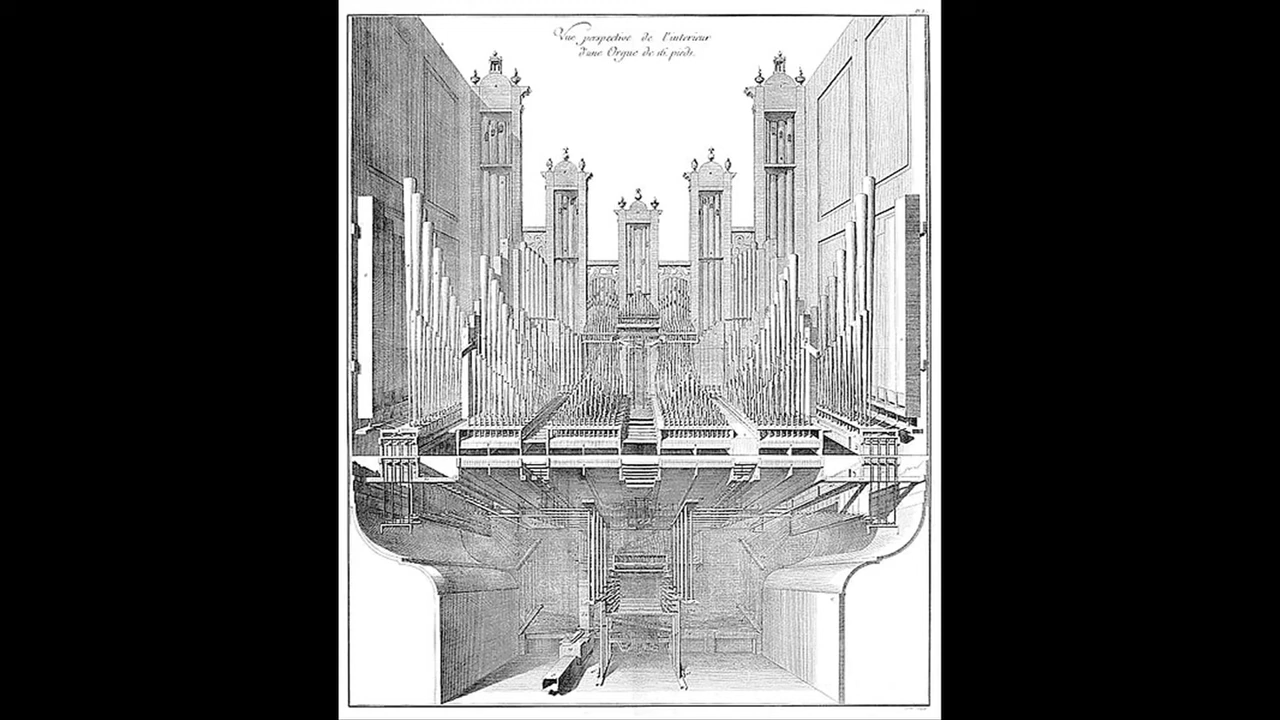 Vue perspective de l'interieur
d'une Orgue de 16. pieds.